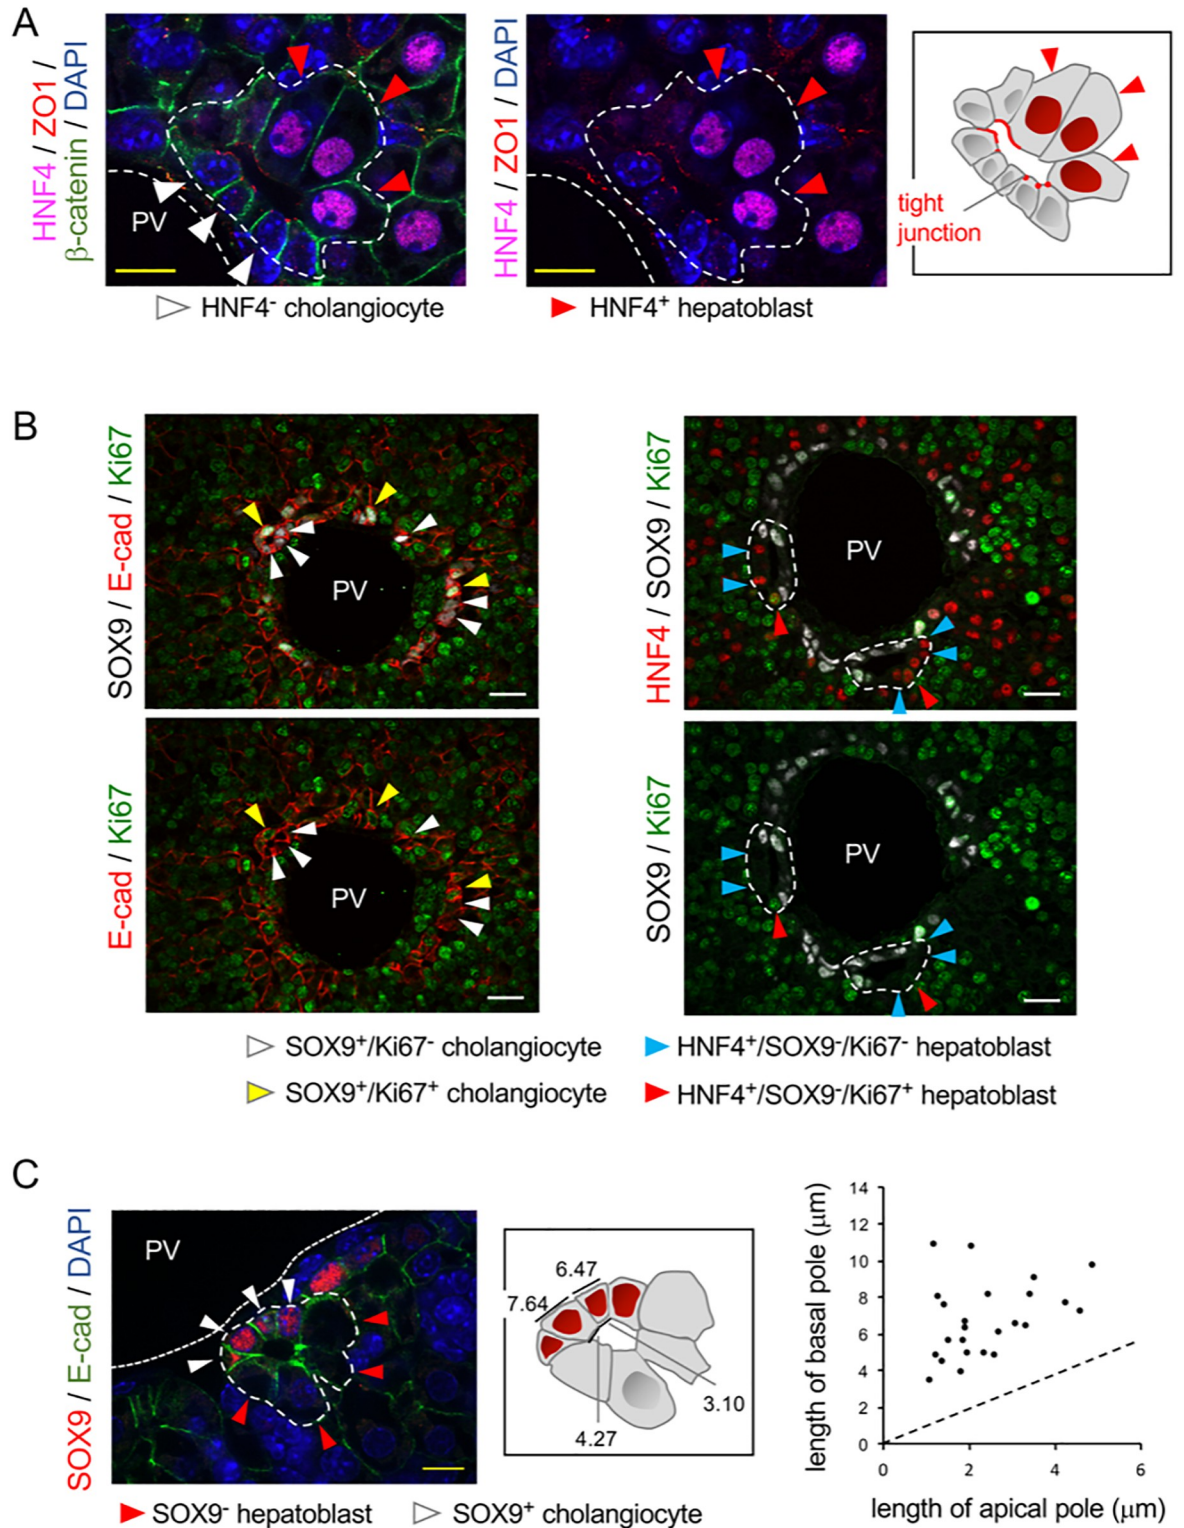 A
HNF4 / ZO1 /
β-catenin / DAPI
PV
HNF4 / ZO1 / DAPI
tight
junction
HNF4⁻ cholangiocyte
HNF4⁺ hepatoblast
B
SOX9 / E-cad / Ki67
PV
HNF4 / SOX9 / Ki67
PV
E-cad / Ki67
PV
SOX9 / Ki67
PV
SOX9⁺/Ki67⁻ cholangiocyte
HNF4⁺/SOX9⁻/Ki67⁻ hepatoblast
SOX9⁺/Ki67⁺ cholangiocyte
HNF4⁺/SOX9⁻/Ki67⁺ hepatoblast
C
SOX9 / E-cad / DAPI
PV
6.47
7.64
3.10
4.27
length of basal pole (μm)
14
12
10
8
6
4
2
0
0 2 4 6
length of apical pole (μm)
SOX9⁻ hepatoblast
SOX9⁺ cholangiocyte